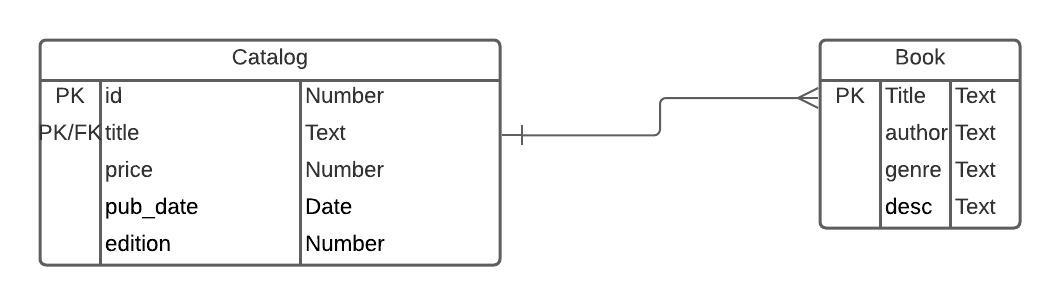 Catalog
PK id Number
PK/FK title Text
price Number
pub_date Date
edition Number
Book
PK Title Text
author Text
genre Text
desc Text